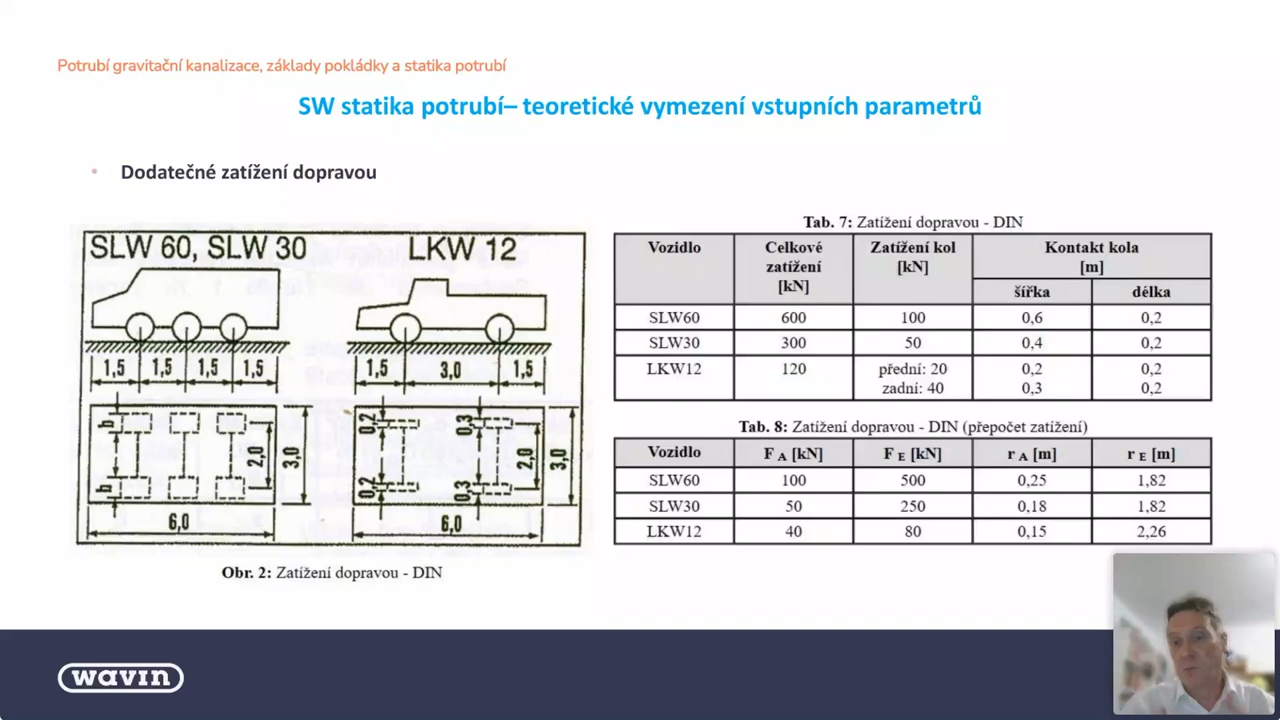 Potrubí gravitační kanalizace, základy pokládky a statika potrubí
SW statika potrubí– teoretické vymezení vstupních parametrů
• Dodatečné zatížení dopravou
SLW 60, SLW 30 LKW 12
1,5 1,5 1,5 1,5 1,5 3,0 1,5
b b 2,0 3,0 0,2 0,2 0,3 0,3 2,0 3,0
6,0 6,0
Obr. 2: Zatížení dopravou - DIN
Tab. 7: Zatížení dopravou - DIN
Vozidlo Celkové zatížení [kN] Zatížení kol [kN] Kontakt kola [m]
šířka délka
SLW60 600 100 0,6 0,2
SLW30 300 50 0,4 0,2
LKW12 120 přední: 20 0,2 0,2
zadní: 40 0,3 0,2
Tab. 8: Zatížení dopravou - DIN (přepočet zatížení)
Vozidlo F A [kN] F E [kN] r A [m] r E [m]
SLW60 100 500 0,25 1,82
SLW30 50 250 0,18 1,82
LKW12 40 80 0,15 2,26
wavin